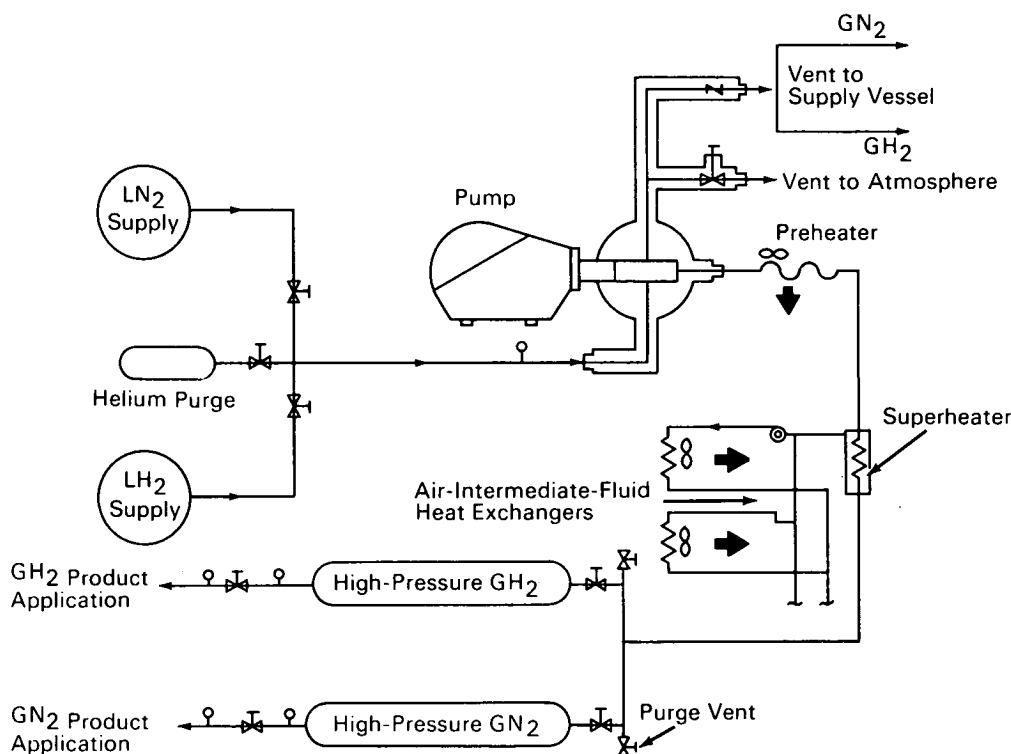 GN2
Vent to
Supply Vessel
GH2
Vent to Atmosphere
LN2
Supply
Pump
Preheater
Helium Purge
Superheater
LH2
Supply
Air-Intermediate-Fluid
Heat Exchangers
GH2 Product
Application
High-Pressure GH2
GN2 Product
Application
High-Pressure GN2
Purge Vent